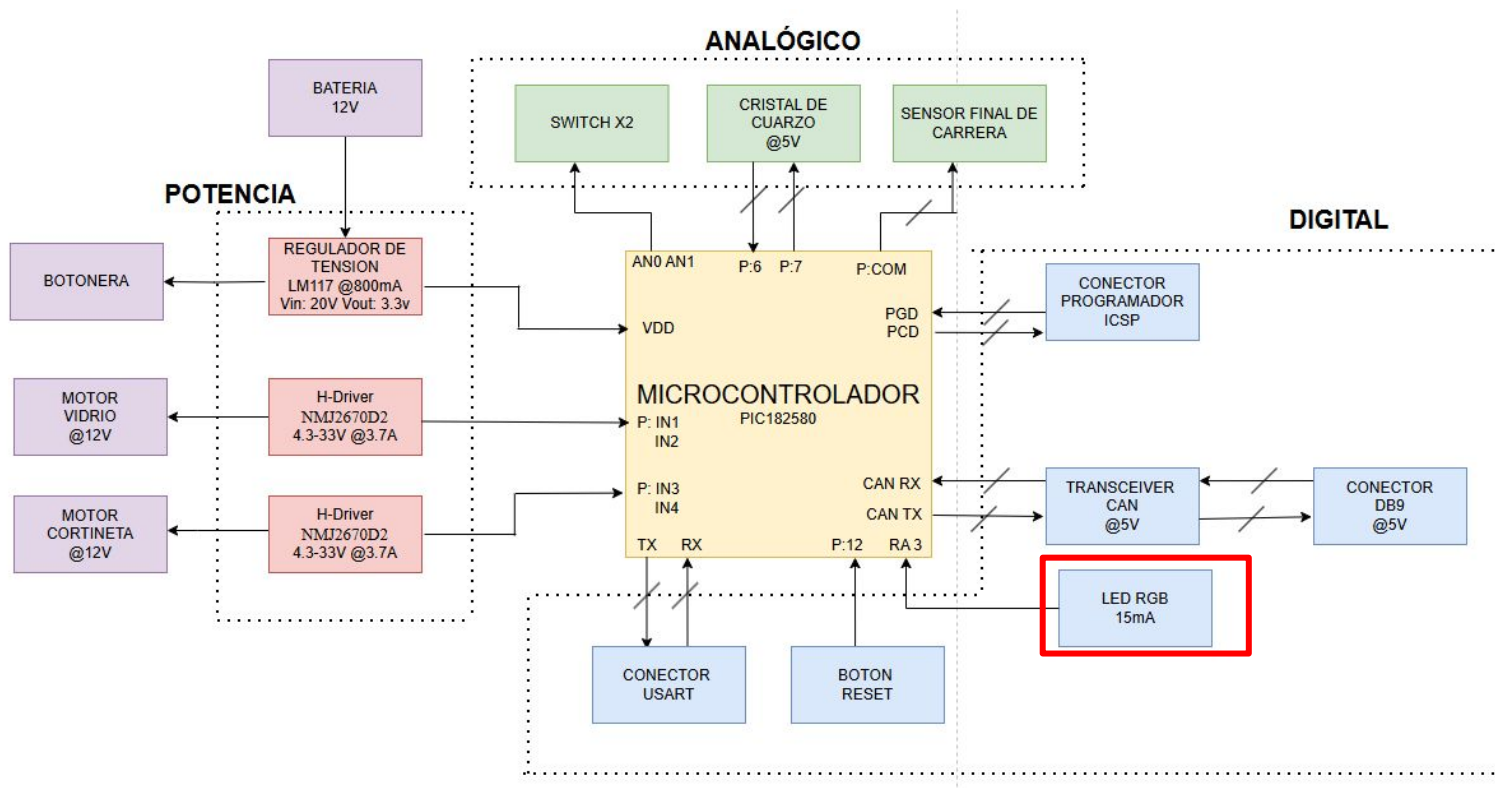 ANALÓGICO
BATERIA
12V
SWITCH X2
CRISTAL DE
CUARZO
@5V
SENSOR FINAL DE
CARRERA
POTENCIA
DIGITAL
BOTONERA
REGULADOR DE
TENSION
LM117 @800mA
Vin: 20V Vout: 3.3v
AN0 AN1
P:6
P:7
P:COM
CONECTOR
PROGRAMADOR
ICSP
PGD
PCD
VDD
MOTOR
VIDRIO
@12V
H-Driver
NMJ2670D2
4.3-33V @3.7A
MICROCONTROLADOR
PIC182580
P: IN1
IN2
MOTOR
CORTINETA
@12V
H-Driver
NMJ2670D2
4.3-33V @3.7A
P: IN3
IN4
CAN RX
CAN TX
TRANSCEIVER
CAN
@5V
CONECTOR
DB9
@5V
TX
RX
P:12
RA 3
LED RGB
15mA
CONECTOR
USART
BOTON
RESET